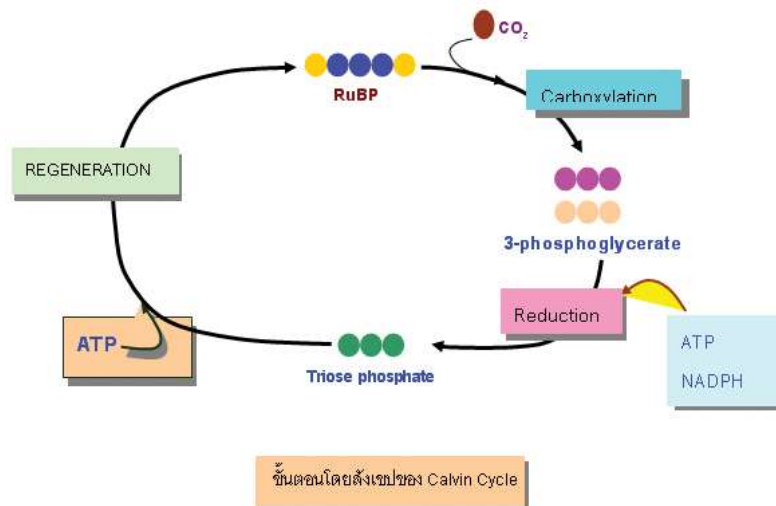 CO₂
RuBP
Carboxylation
REGENERATION
3-phosphoglycerate
Reduction
ATP
ATP
NADPH
Triose phosphate
ขั้นตอนโดยสังเขปของ Calvin Cycle